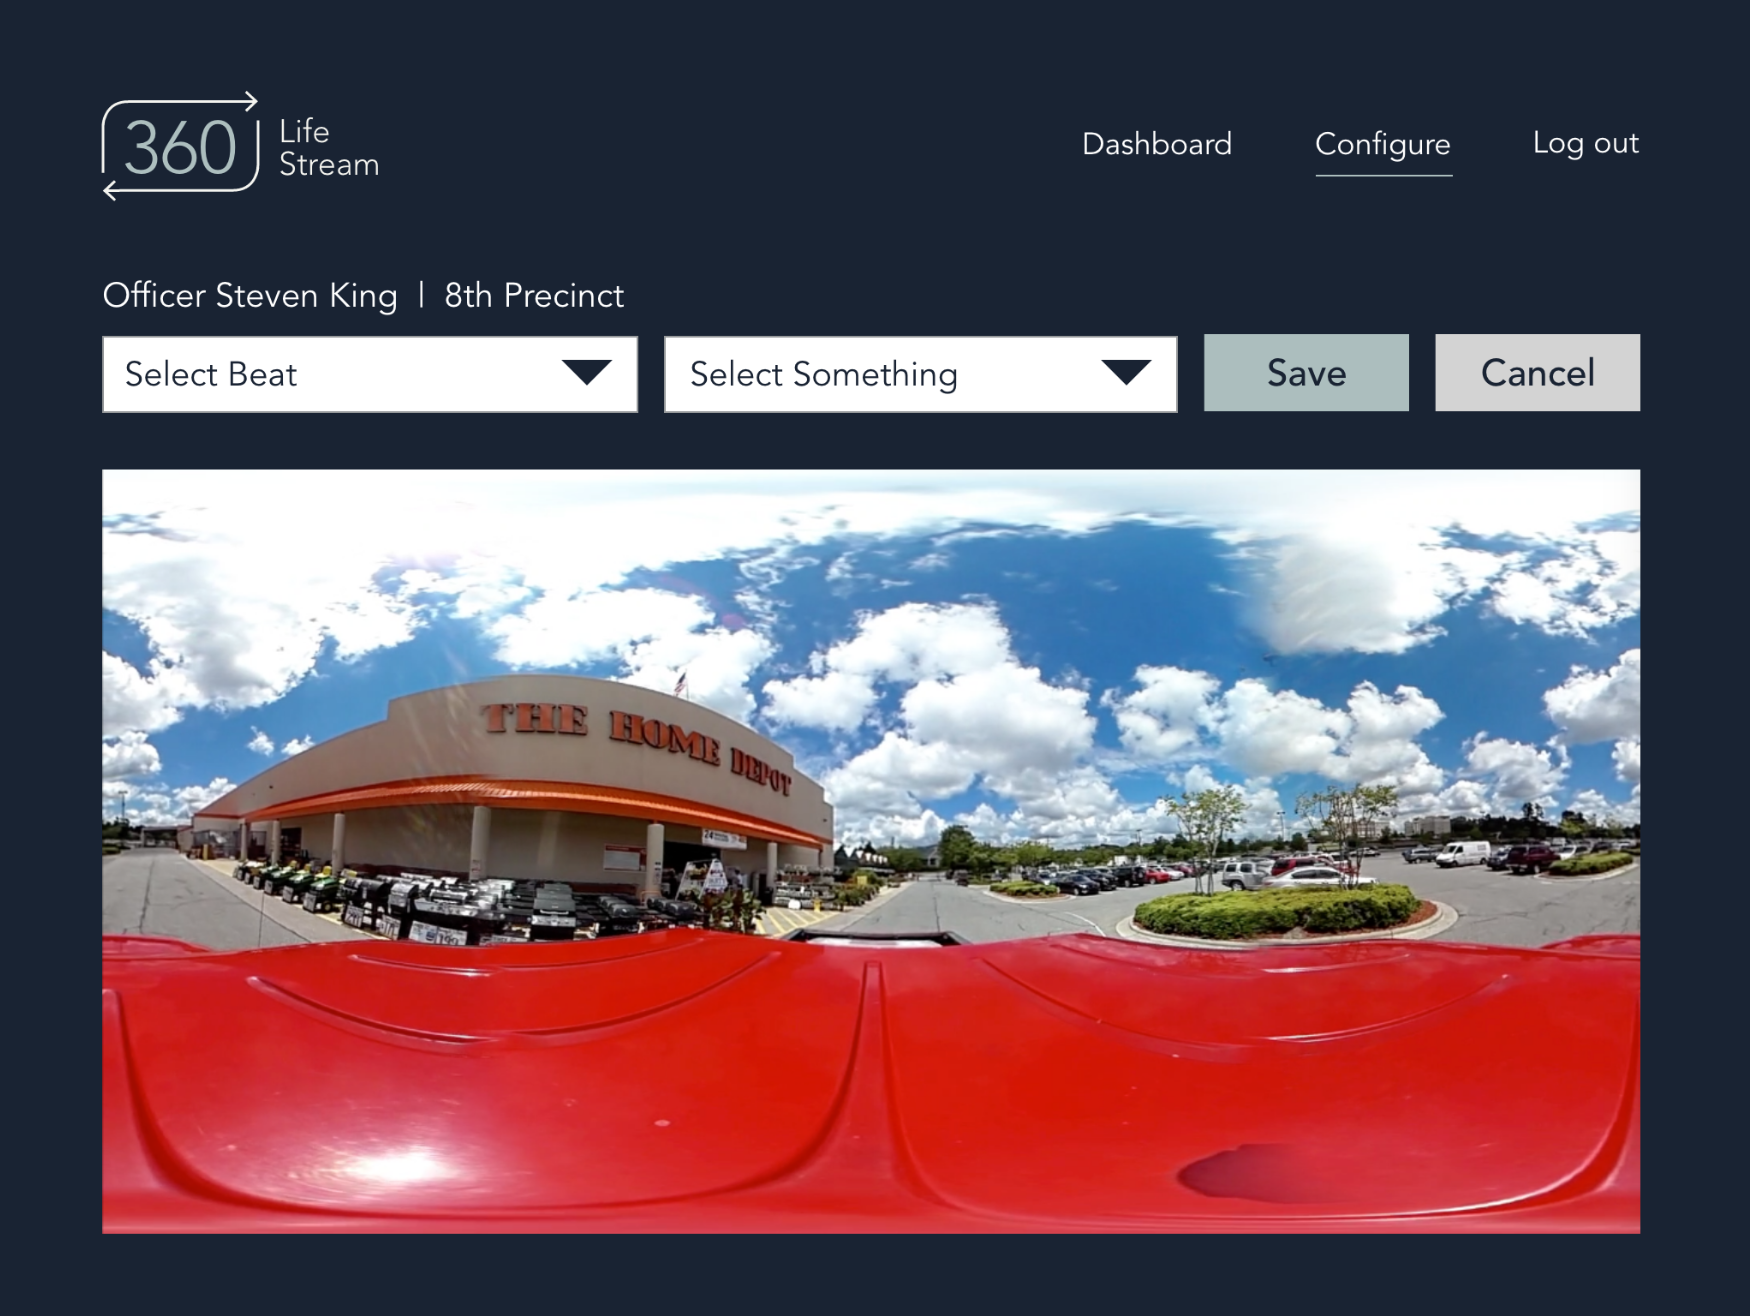 360
Life
Stream
Dashboard
Configure
Log out
Officer Steven King | 8th Precinct
Select Beat
Select Something
Save
Cancel
THE HOME DEPOT